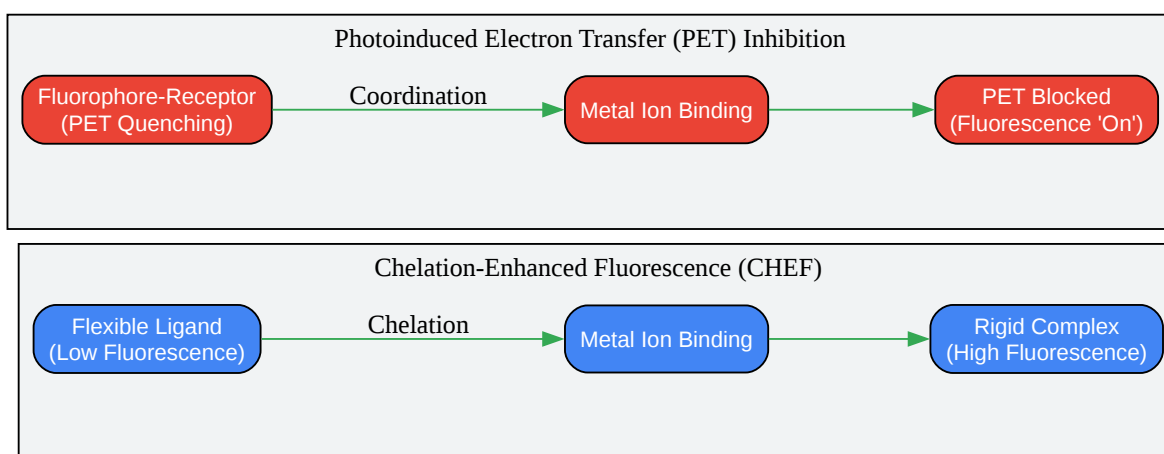 Photoinduced Electron Transfer (PET) Inhibition
Fluorophore-Receptor
(PET Quenching)
Coordination
Metal Ion Binding
PET Blocked
(Fluorescence 'On')
Chelation-Enhanced Fluorescence (CHEF)
Flexible Ligand
(Low Fluorescence)
Chelation
Metal Ion Binding
Rigid Complex
(High Fluorescence)